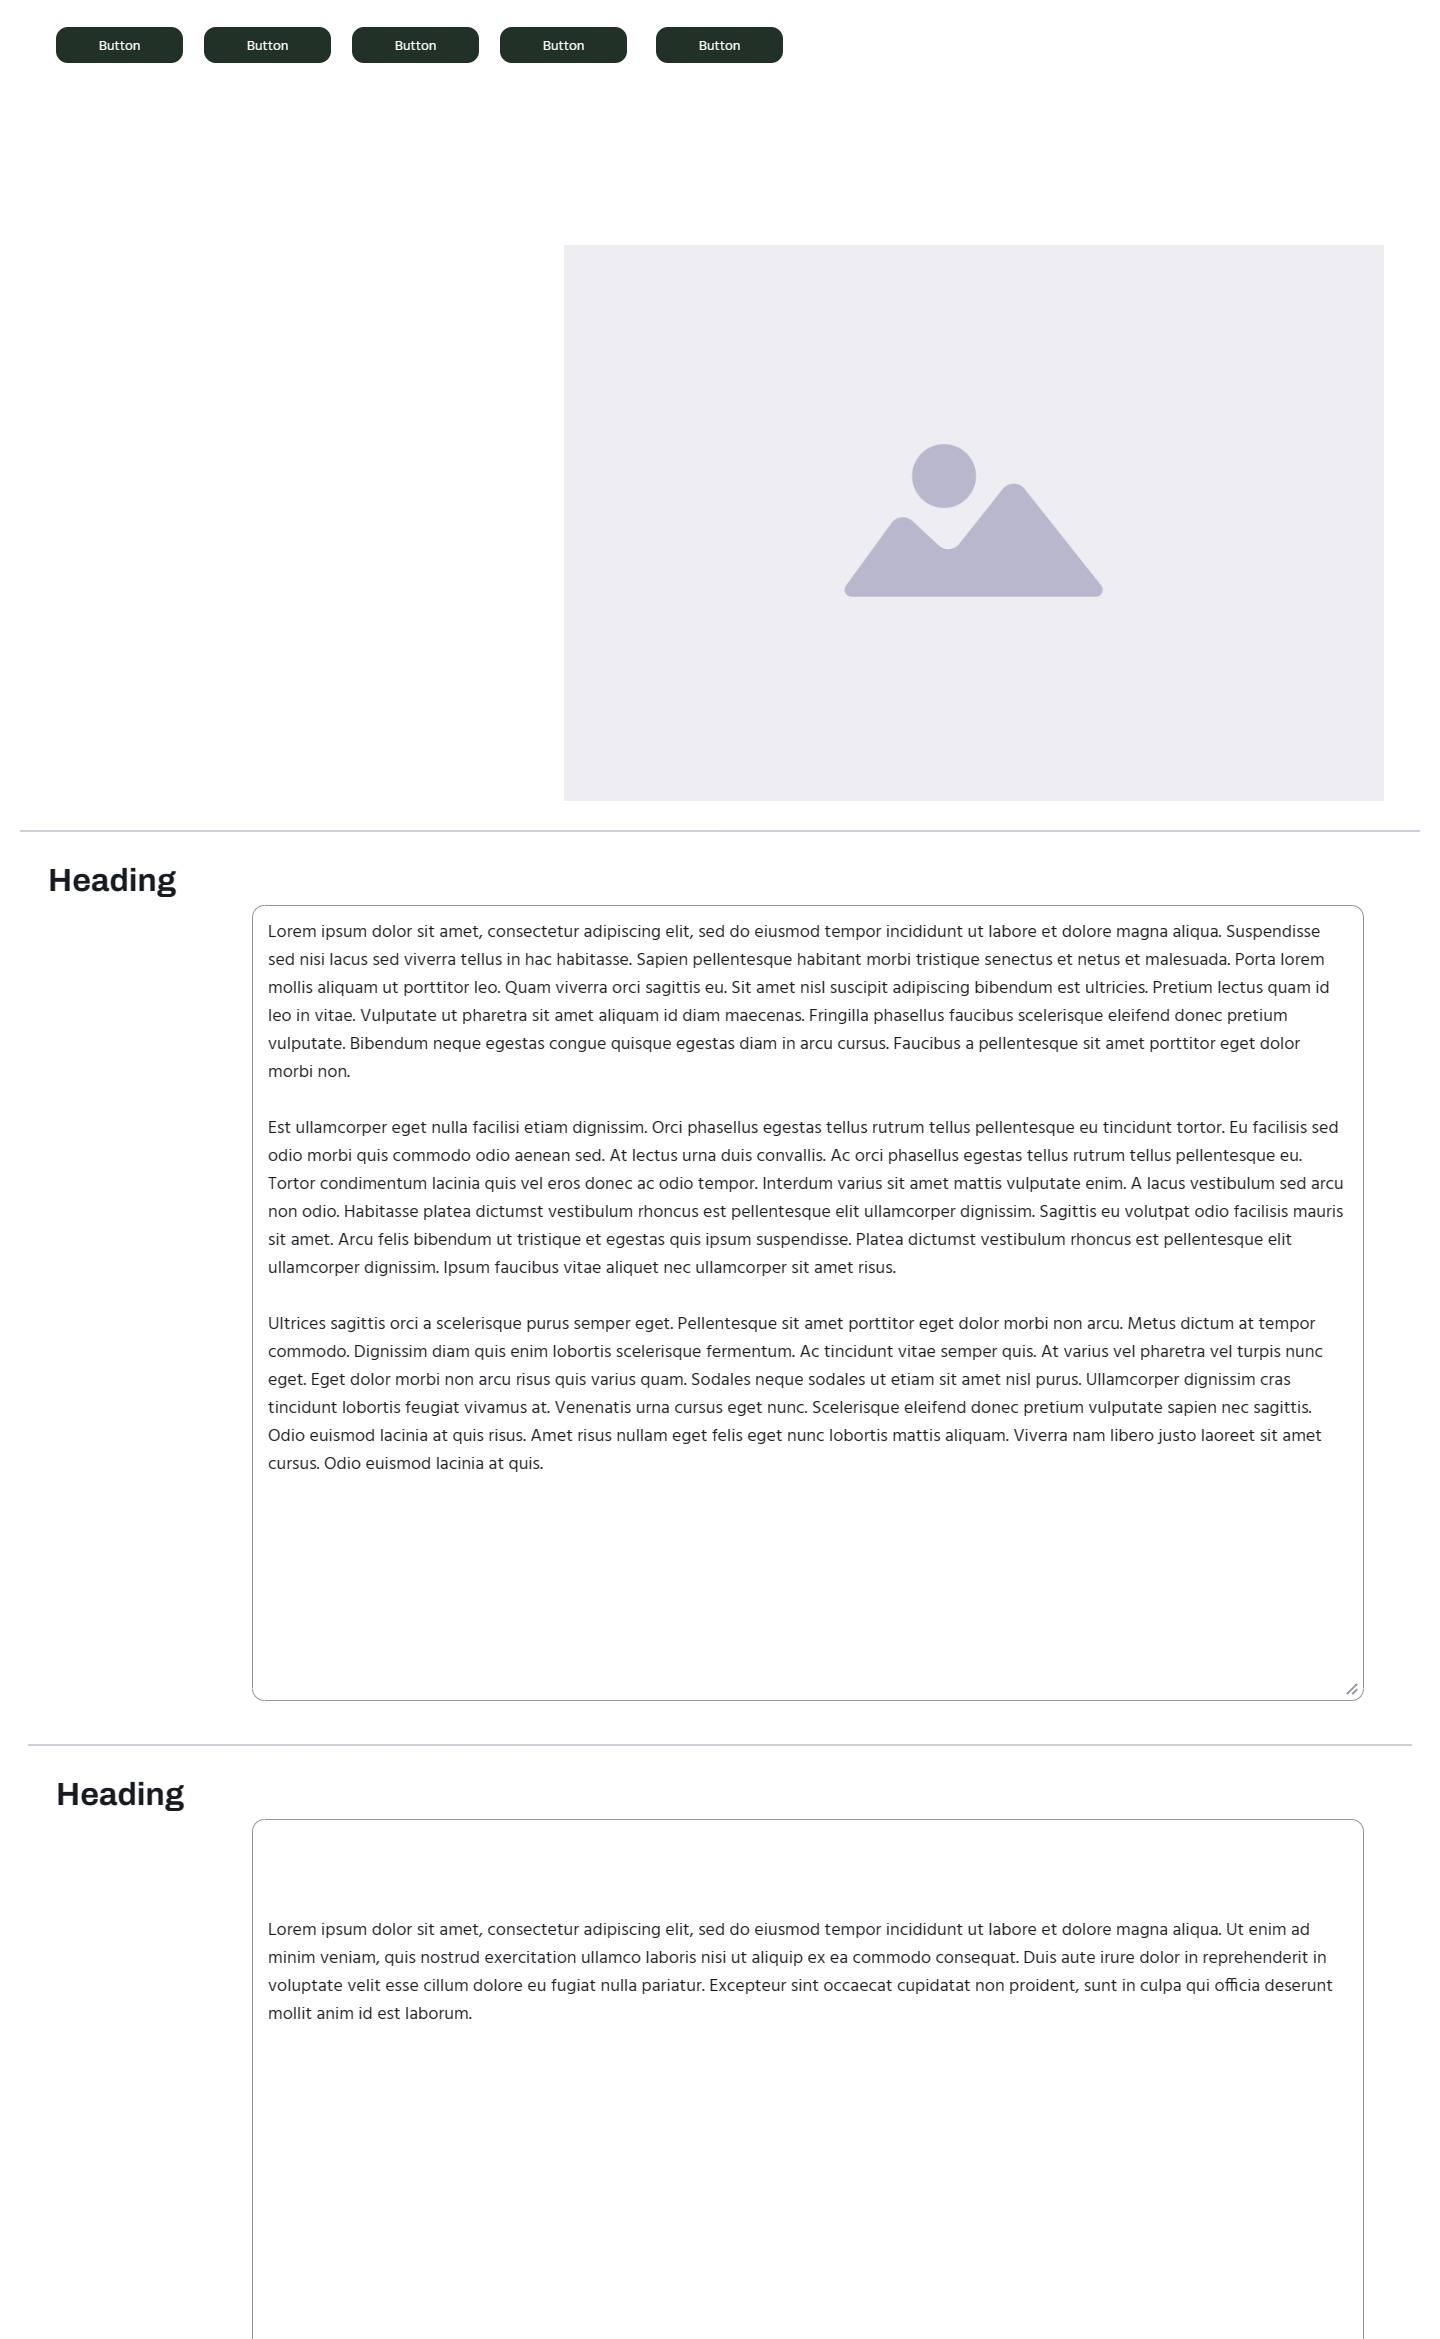 Button Button Button Button Button
Heading
Lorem ipsum dolor sit amet, consectetur adipiscing elit, sed do eiusmod tempor incididunt ut labore et dolore magna aliqua. Suspendisse
sed nisi lacus sed viverra tellus in hac habitasse. Sapien pellentesque habitant morbi tristique senectus et netus et malesuada. Porta lorem
mollis aliquam ut porttitor leo. Quam viverra orci sagittis eu. Sit amet nisl suscipit adipiscing bibendum est ultricies. Pretium lectus quam id
leo in vitae. Vulputate ut pharetra sit amet aliquam id diam maecenas. Fringilla phasellus faucibus scelerisque eleifend donec pretium
vulputate. Bibendum neque egestas congue quisque egestas diam in arcu cursus. Faucibus a pellentesque sit amet porttitor eget dolor
morbi non.
Est ullamcorper eget nulla facilisi etiam dignissim. Orci phasellus egestas tellus rutrum tellus pellentesque eu tincidunt tortor. Eu facilisis sed
odio morbi quis commodo odio aenean sed. At lectus urna duis convallis. Ac orci phasellus egestas tellus rutrum tellus pellentesque eu.
Tortor condimentum lacinia quis vel eros donec ac odio tempor. Interdum varius sit amet mattis vulputate enim. A lacus vestibulum sed arcu
non odio. Habitasse platea dictumst vestibulum rhoncus est pellentesque elit ullamcorper dignissim. Sagittis eu volutpat odio facilisis mauris
sit amet. Arcu felis bibendum ut tristique et egestas quis ipsum suspendisse. Platea dictumst vestibulum rhoncus est pellentesque elit
ullamcorper dignissim. Ipsum faucibus vitae aliquet nec ullamcorper sit amet risus.
Ultrices sagittis orci a scelerisque purus semper eget. Pellentesque sit amet porttitor eget dolor morbi non arcu. Metus dictum at tempor
commodo. Dignissim diam quis enim lobortis scelerisque fermentum. Ac tincidunt vitae semper quis. At varius vel pharetra vel turpis nunc
eget. Eget dolor morbi non arcu risus quis varius quam. Sodales neque sodales ut etiam sit amet nisl purus. Ullamcorper dignissim cras
tincidunt lobortis feugiat vivamus at. Venenatis urna cursus eget nunc. Scelerisque eleifend donec pretium vulputate sapien nec sagittis.
Odio euismod lacinia at quis risus. Amet risus nullam eget felis eget nunc lobortis mattis aliquam. Viverra nam libero justo laoreet sit amet
cursus. Odio euismod lacinia at quis.
Heading
Lorem ipsum dolor sit amet, consectetur adipiscing elit, sed do eiusmod tempor incididunt ut labore et dolore magna aliqua. Ut enim ad
minim veniam, quis nostrud exercitation ullamco laboris nisi ut aliquip ex ea commodo consequat. Duis aute irure dolor in reprehenderit in
voluptate velit esse cillum dolore eu fugiat nulla pariatur. Excepteur sint occaecat cupidatat non proident, sunt in culpa qui officia deserunt
mollit anim id est laborum.